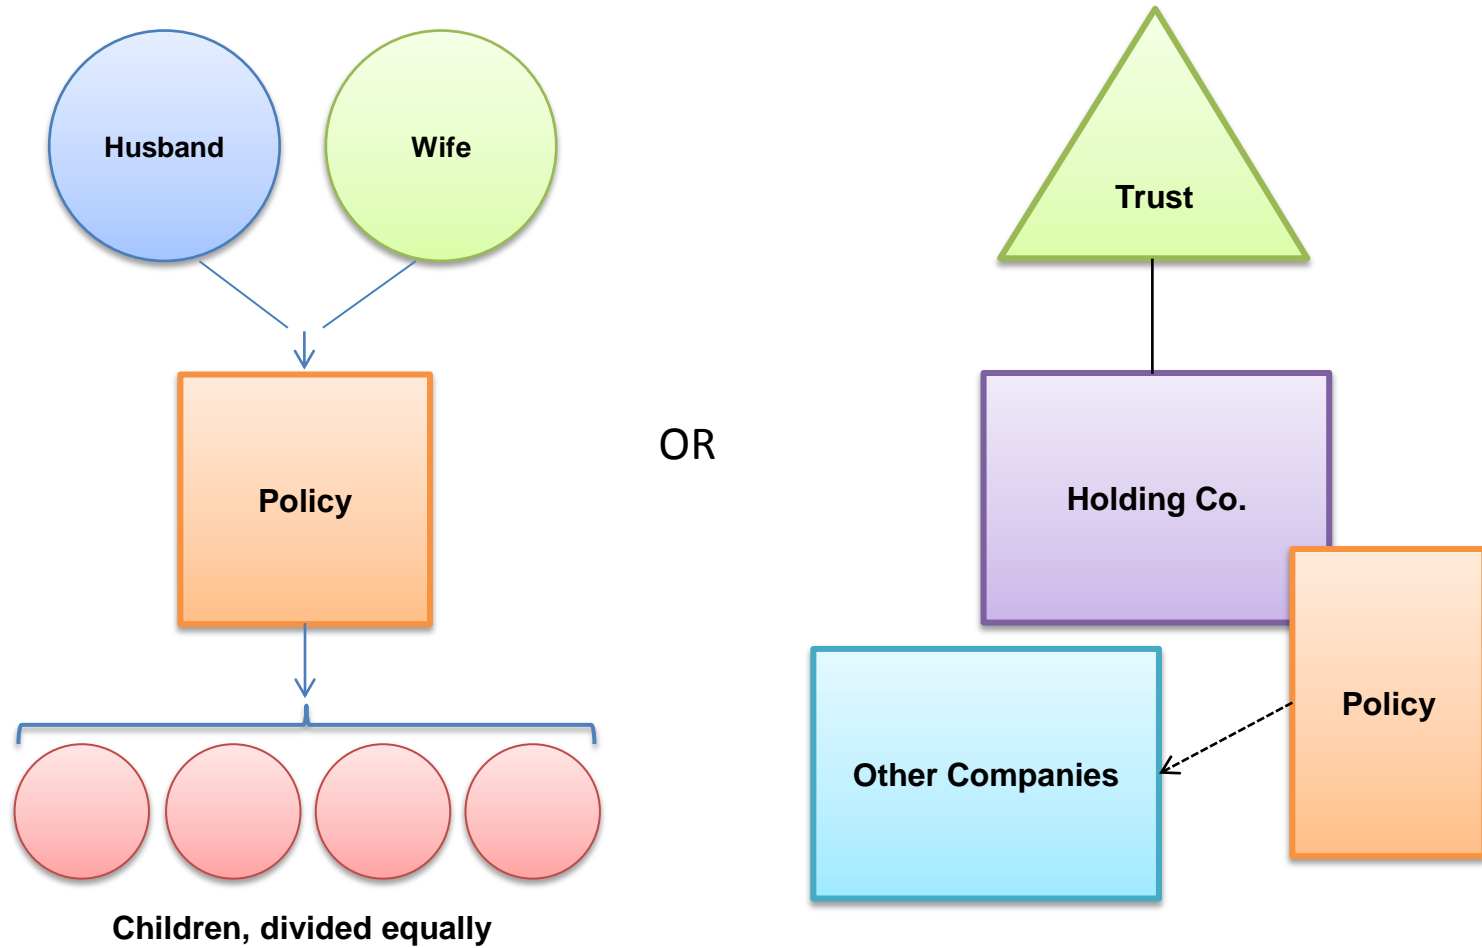 Husband
Wife
Policy
Children, divided equally
OR
Trust
Holding Co.
Policy
Other Companies